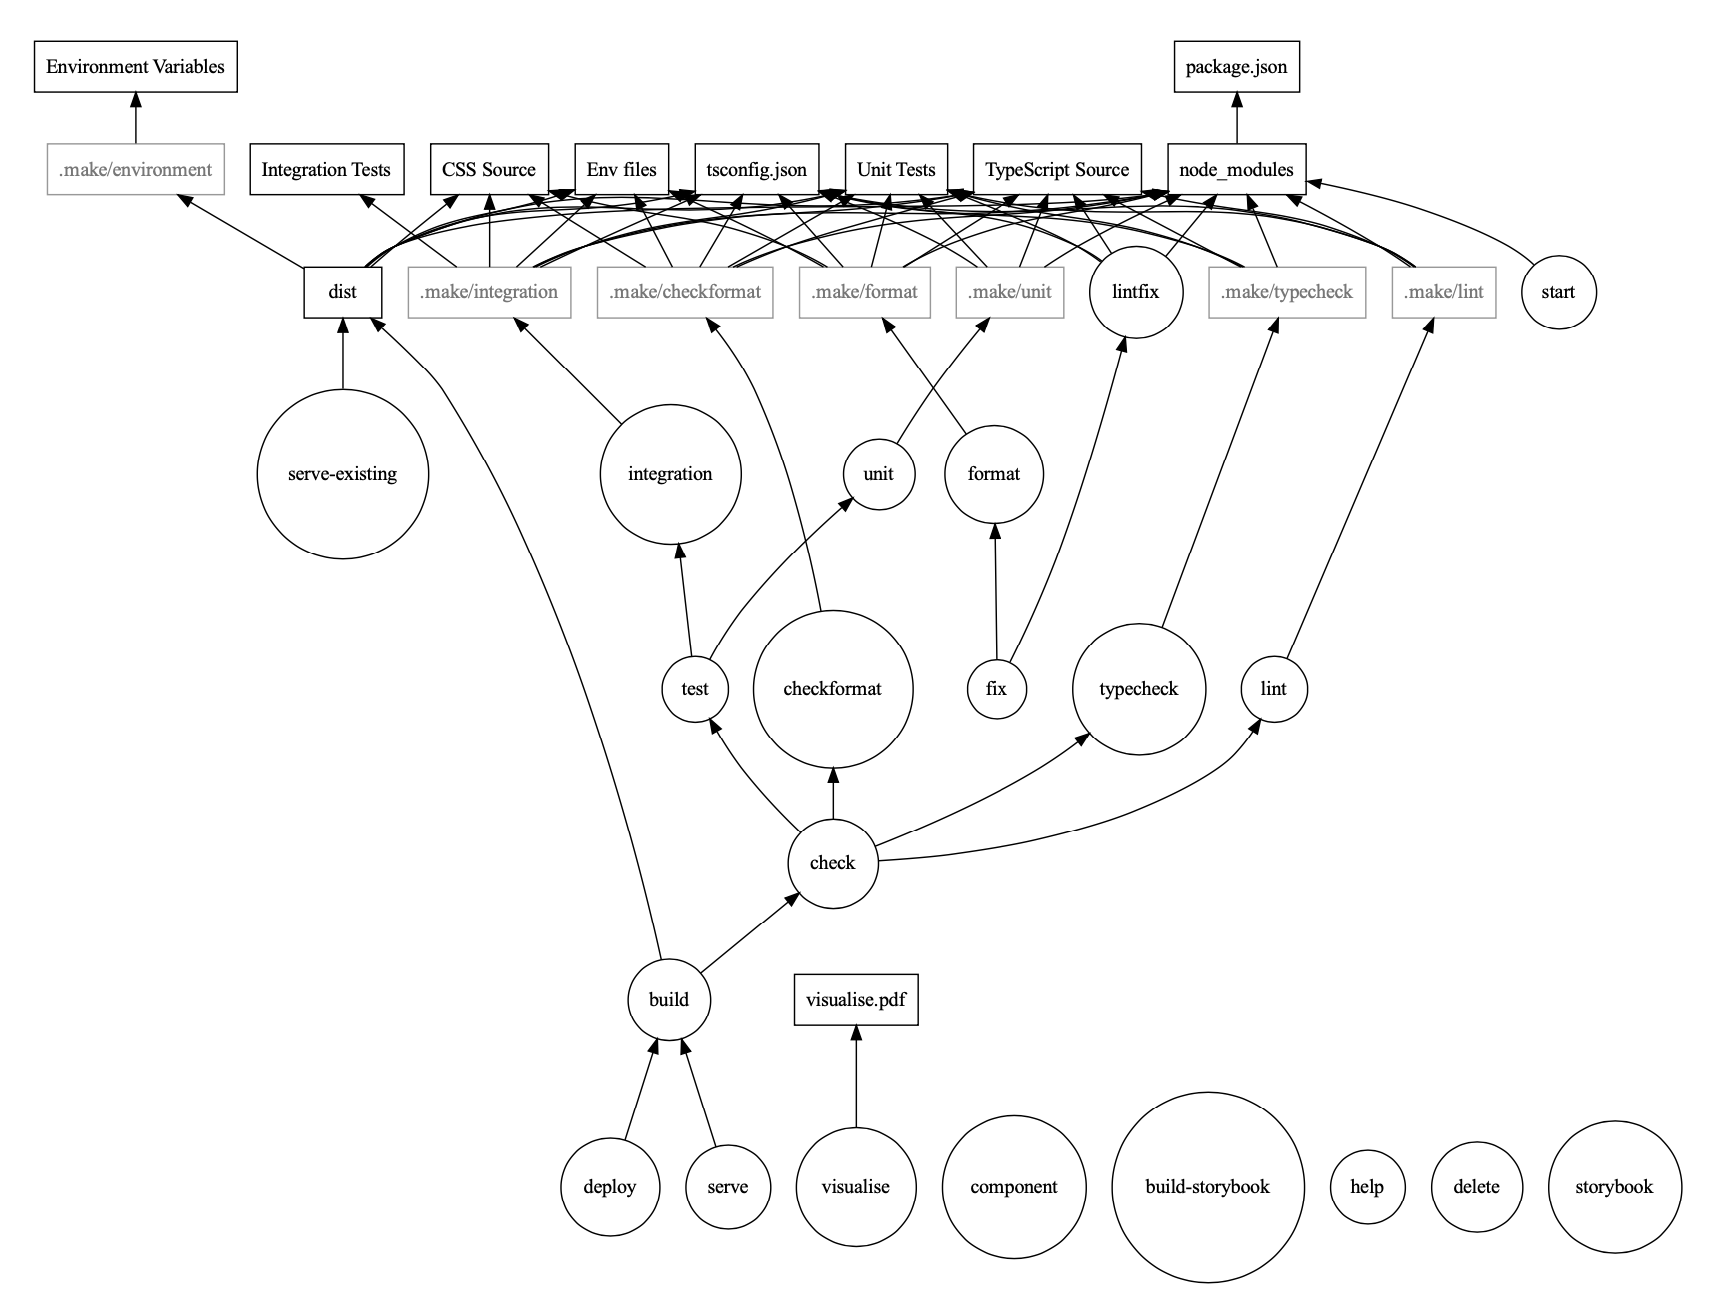 Environment Variables
package.json
.make/environment
Integration Tests
CSS Source
Env files
tsconfig.json
Unit Tests
TypeScript Source
node_modules
dist
.make/integration
.make/checkformat
.make/format
.make/unit
lintfix
.make/typecheck
.make/lint
start
serve-existing
integration
unit
format
test
checkformat
fix
typecheck
lint
check
build
visualise.pdf
deploy
serve
visualise
component
build-storybook
help
delete
storybook